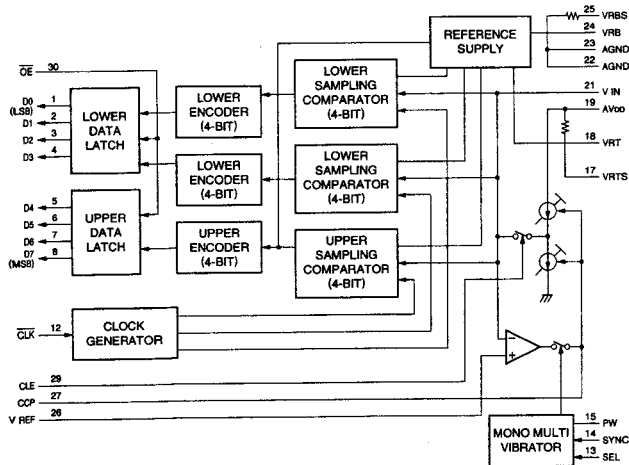 25 VRBS
24 VRB
23 AGND
22 AGND
REFERENCE
SUPPLY
OE 30
21 V IN
19 AVDD
18 VRT
17 VRTS
D0 1
(LSB)
D1 2
D2 3
D3 4
LOWER
DATA
LATCH
LOWER
ENCODER
(4-BIT)
LOWER
SAMPLING
COMPARATOR
(4-BIT)
LOWER
ENCODER
(4-BIT)
LOWER
SAMPLING
COMPARATOR
(4-BIT)
D4 5
D5 6
D6 7
D7 8
(MSB)
UPPER
DATA
LATCH
UPPER
ENCODER
(4-BIT)
UPPER
SAMPLING
COMPARATOR
(4-BIT)
CLK 12
CLOCK
GENERATOR
CLE 29
CCP 27
V REF 26
− 
+
MONO MULTI
VIBRATOR
15 PW
14 SYNC
13 SEL